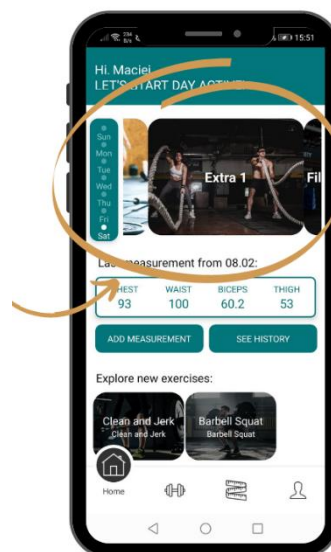 15:51
Hi, Maciej
LET'S START DAY
Sun
Mon
Tue
Wed
Thu
Fri
Sat
Extra 1
Last measurement from 08.02:
CHEST WAIST BICEPS THIGH
93 100 60.2 53
ADD MEASUREMENT SEE HISTORY
Explore new exercises:
Clean and Jerk Barbell Squat
Clean and Jerk Barbell Squat
Home